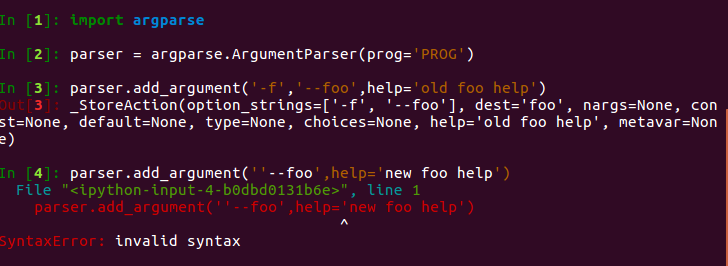 In [1]: import argparse
In [2]: parser = argparse.ArgumentParser(prog='PROG')
In [3]: parser.add_argument('-f','--foo',help='old foo help')
Out[3]: _StoreAction(option_strings=['-f', '--foo'], dest='foo', nargs=None, con
st=None, default=None, type=None, choices=None, help='old foo help', metavar=Non
e)
In [4]: parser.add_argument(''--foo',help='new foo help')
File "<ipython-input-4-b0dbd0131b6e>", line 1
parser.add_argument(''--foo',help='new foo help')
^
SyntaxError: invalid syntax